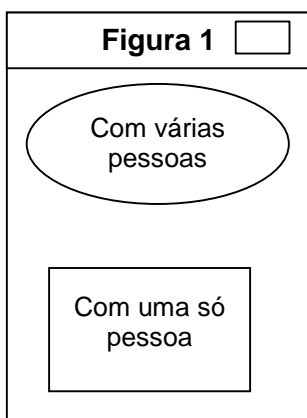 Figura 1
Com várias
pessoas
Com uma só
pessoa